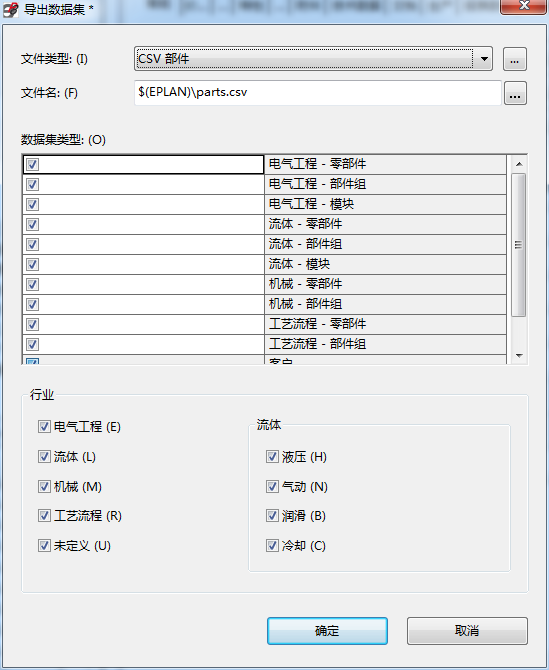 导出数据集 *
文件类型: (I)
CSV 部件
...
文件名: (F)
$(EPLAN)\parts.csv
...
数据集类型: (O)
电气工程 - 零部件
电气工程 - 部件组
电气工程 - 模块
流体 - 零部件
流体 - 部件组
流体 - 模块
机械 - 零部件
机械 - 部件组
工艺流程 - 零部件
工艺流程 - 部件组
客户
行业
电气工程 (E)
流体 (L)
机械 (M)
工艺流程 (R)
未定义 (U)
流体
液压 (H)
气动 (N)
润滑 (B)
冷却 (C)
确定
取消